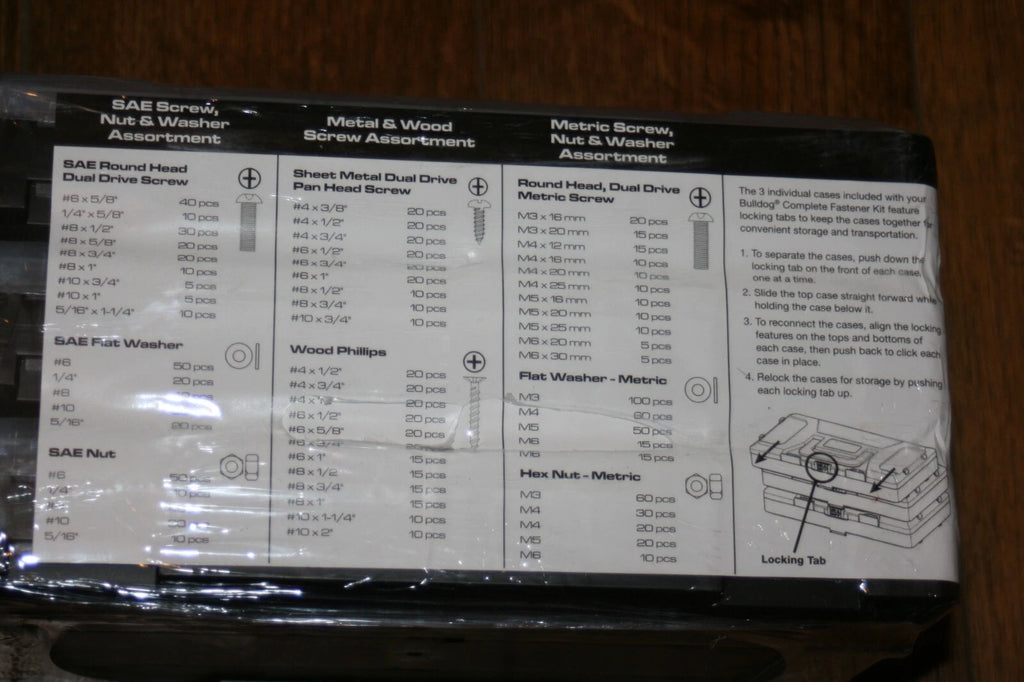 SAE Screw,
Nut & Washer
Assortment
SAE Round Head
Dual Drive Screw
#6 x 5/8" 40 pcs
1/4" x 5/8" 10 pcs
#8 x 1/2" 30 pcs
#8 x 5/8" 20 pcs
#8 x 3/4" 20 pcs
#8 x 1" 10 pcs
#10 x 3/4" 5 pcs
#10 x 1" 5 pcs
5/16" x 1-1/4" 10 pcs
SAE Flat Washer
#6 50 pcs
1/4" 20 pcs
#8
#10
5/16" 20 pcs
SAE Nut
#6 50
1/4" 10 pcs
#10
5/16" 10 pcs
Metal & Wood
Screw Assortment
Sheet Metal Dual Drive
Pan Head Screw
#4 x 3/8" 20 pcs
#4 x 1/2" 20 pcs
#4 x 3/4" 20 pcs
#6 x 1/2" 20 pcs
#6 x 3/4" 20 pcs
#6 x 1" 20 pcs
#8 x 1/2" 10 pcs
#8 x 3/4" 10 pcs
#10 x 3/4" 10 pcs
Wood Phillips
#4 x 1/2" 20 pcs
#4 x 3/4" 20 pcs
#4 x 20 pcs
#6 x 1/2" 20 pcs
#6 x 5/8" 20 pcs
#6 x 3/4" 20 pcs
#6 x 1" 15 pcs
#8 x 1/2 15 pcs
#8 x 3/4" 15 pcs
#8 x 1" 15 pcs
#10 x 1-1/4" 10 pcs
#10 x 2" 10 pcs
Metric Screw,
Nut & Washer
Assortment
Round Head, Dual Drive
Metric Screw
M3 x 16 mm 20 pcs
M3 x 20 mm 15 pcs
M4 x 12 mm 15 pcs
M4 x 16 mm 10 pcs
M4 x 20 mm 10 pcs
M4 x 25 mm 10 pcs
M5 x 16 mm 10 pcs
M5 x 20 mm 10 pcs
M5 x 25 mm 10 pcs
M6 x 20 mm 5 pcs
M6 x 30 mm 5 pcs
Flat Washer - Metric
M3 100 pcs
M4 pcs
M5 50 pcs
M6 15 pcs
M6 15 pcs
Hex Nut - Metric
M3 60 pcs
M4 30 pcs
M4 20 pcs
M5 20 pcs
M6 10 pcs
The 3 individual cases included with your
Bulldog® Complete Fastener Kit feature
locking tabs to keep the cases together for
convenient storage and transportation.
1. To separate the cases, push down the
locking tab on the front of each case,
one at a time.
2. Slide the top case straight forward while
holding the case below it.
3. To reconnect the cases, align the locking
features on the tops and bottoms of
each case, then push back to click each
case in place.
4. Relock the cases for storage by pushing
each locking tab up.
Locking Tab